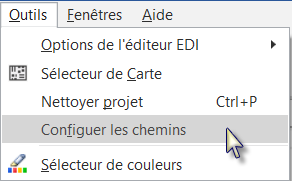 Outils Fenêtres Aide
Options de l'éditeur EDI
Sélecteur de Carte
Nettoyer projet Ctrl+P
Configuer les chemins
Sélecteur de couleurs